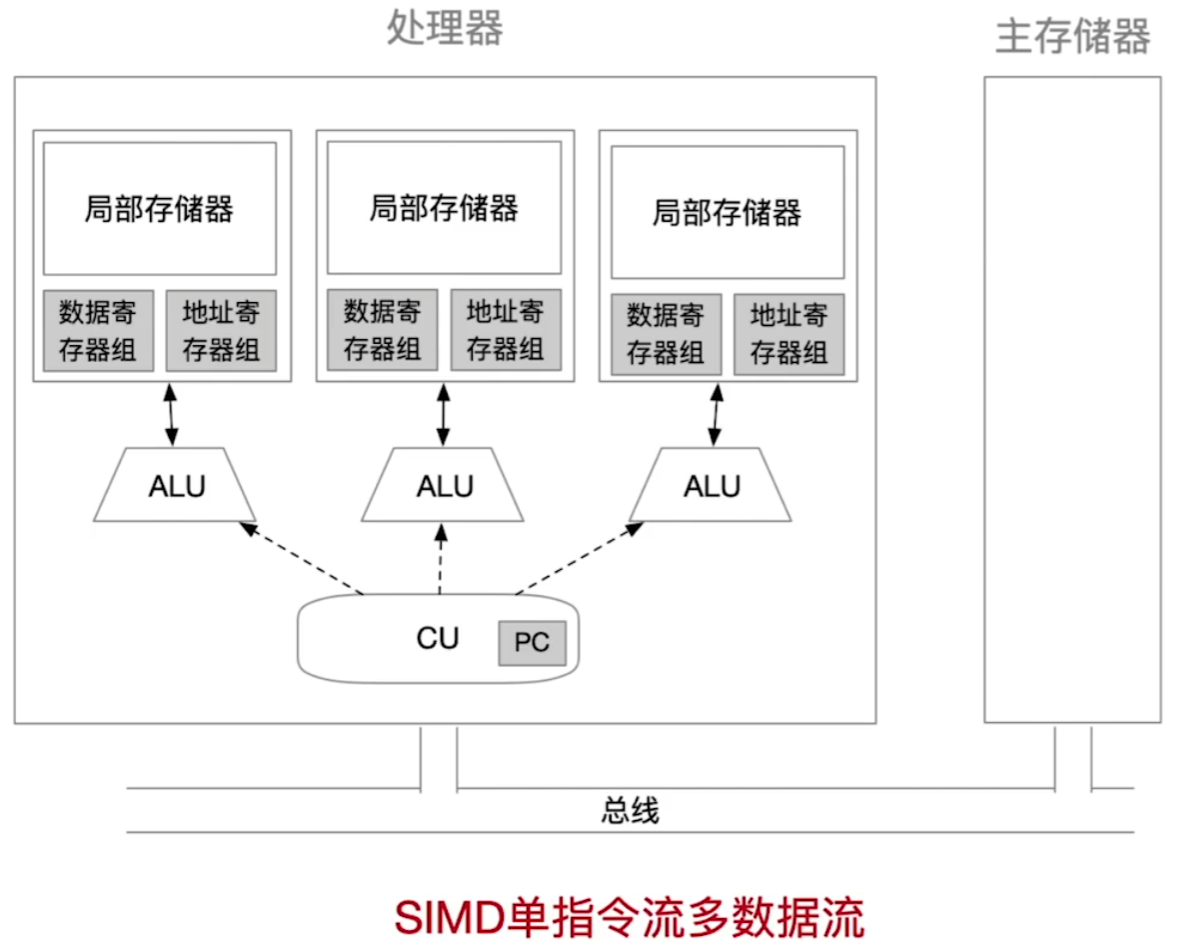 处理器
主存储器
局部存储器
局部存储器
局部存储器
数据寄
存器组
地址寄
存器组
数据寄
存器组
地址寄
存器组
数据寄
存器组
地址寄
存器组
ALU
ALU
ALU
CU
PC
总线
SIMD单指令流多数据流